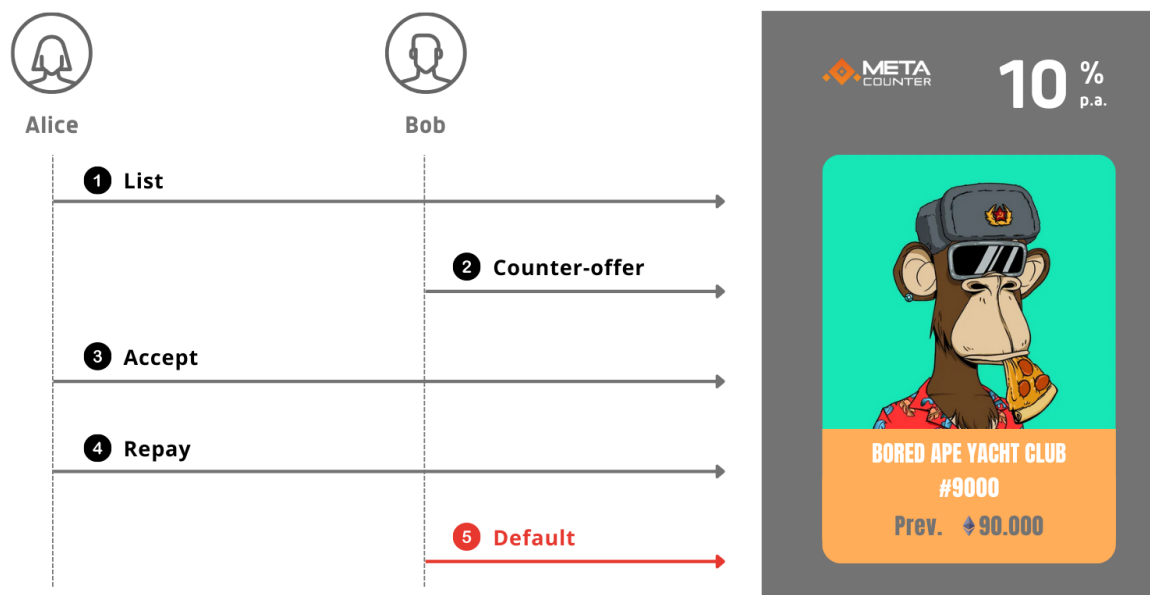 Alice
Bob
1 List
2 Counter-offer
3 Accept
4 Repay
5 Default
META
COUNTER
10 %
p.a.
BORED APE YACHT CLUB
#9000
Prev. 90.000